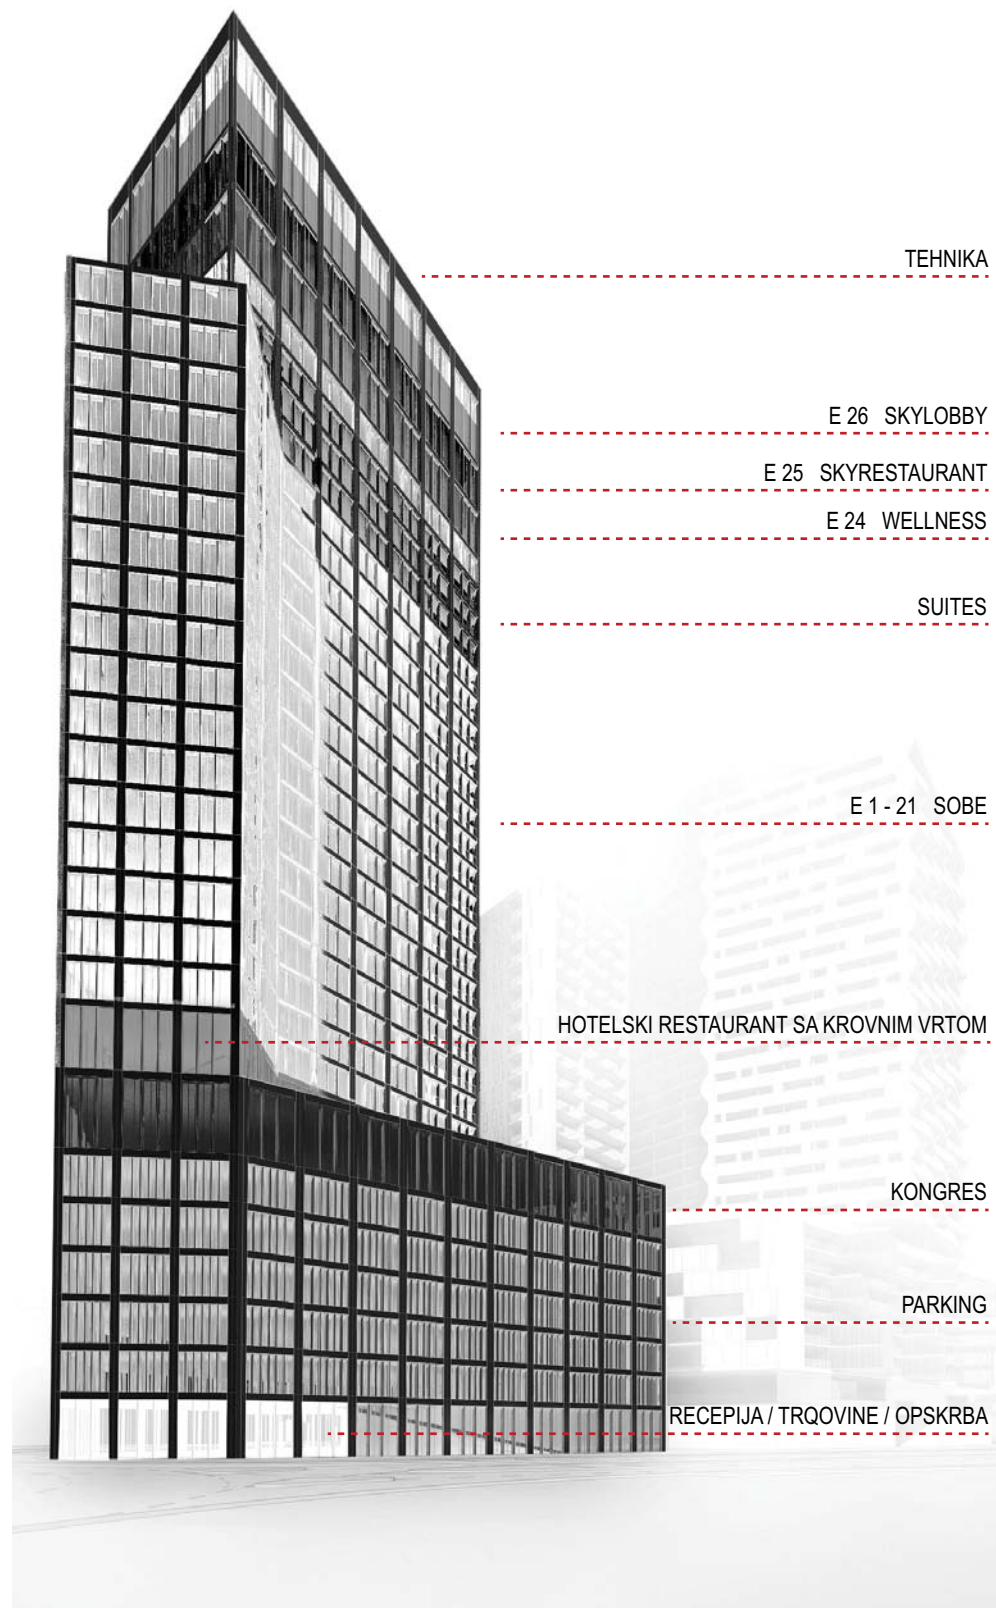 TEHNIKA
E 26 SKYLOBBY
E 25 SKYRESTAURANT
E 24 WELLNESS
SUITES
E 1 - 21 SOBE
HOTELSKI RESTAURANT SA KROVNIM VRTOM
KONGRES
PARKING
RECEPIJA / TRQOVINE / OPSKRBA